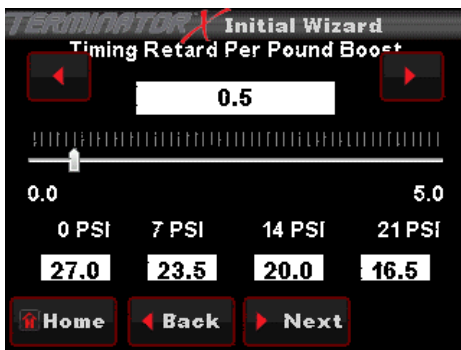 TERMINATOR X Initial Wizard
Timing Retard Per Pound Boost
0.5
0.0 5.0
0 PSI 7 PSI 14 PSI 21 PSI
27.0 23.5 20.0 16.5
Home Back Next